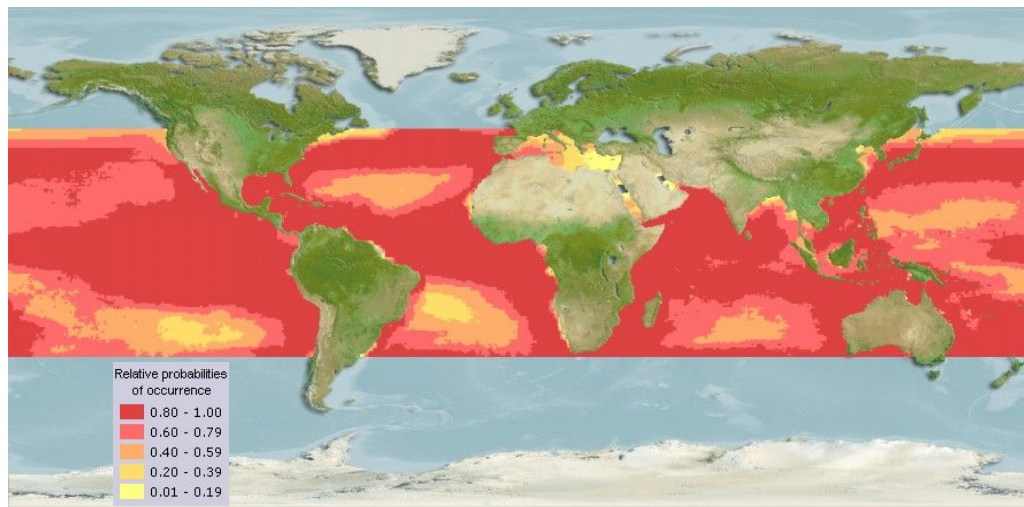 Relative probabilities
of occurrence
0.80 - 1.00
0.60 - 0.79
0.40 - 0.59
0.20 - 0.39
0.01 - 0.19